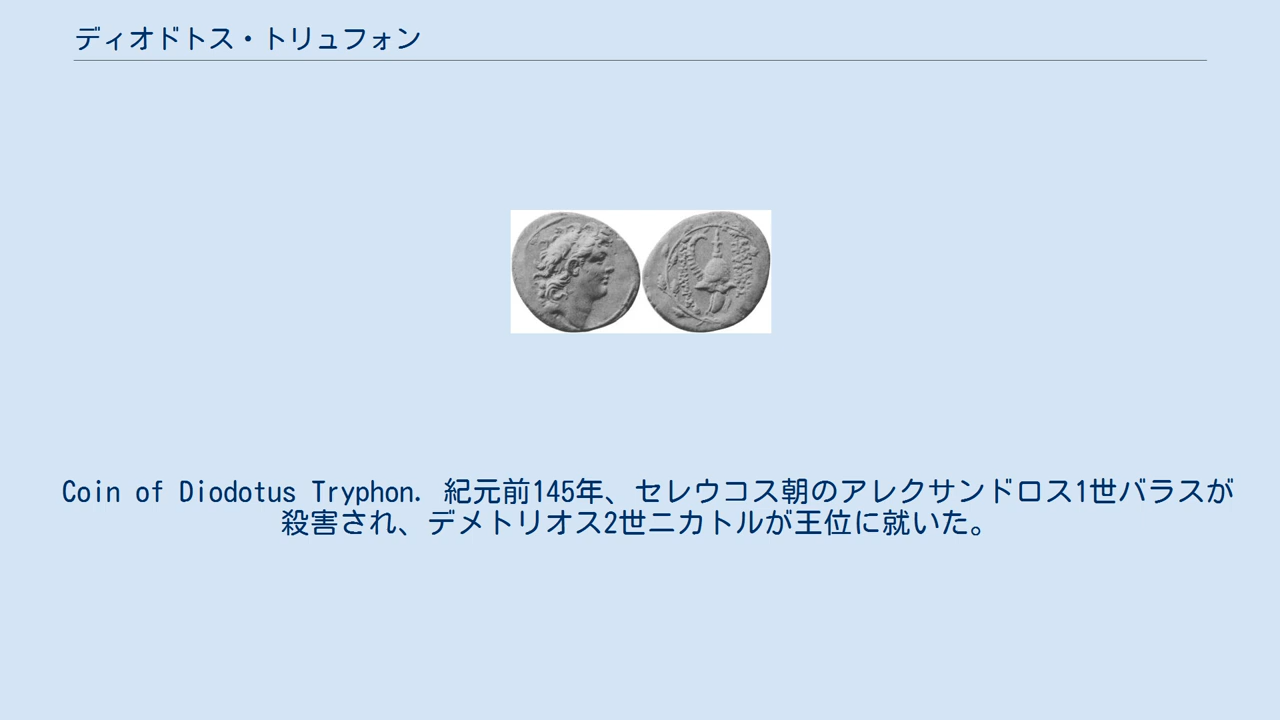 ディオドトス・トリュフォン
Coin of Diodotus Tryphon. 紀元前145年、セレウコス朝のアレクサンドロス1世バラスが
殺害され、デメトリオス2世ニカトルが王位に就いた。